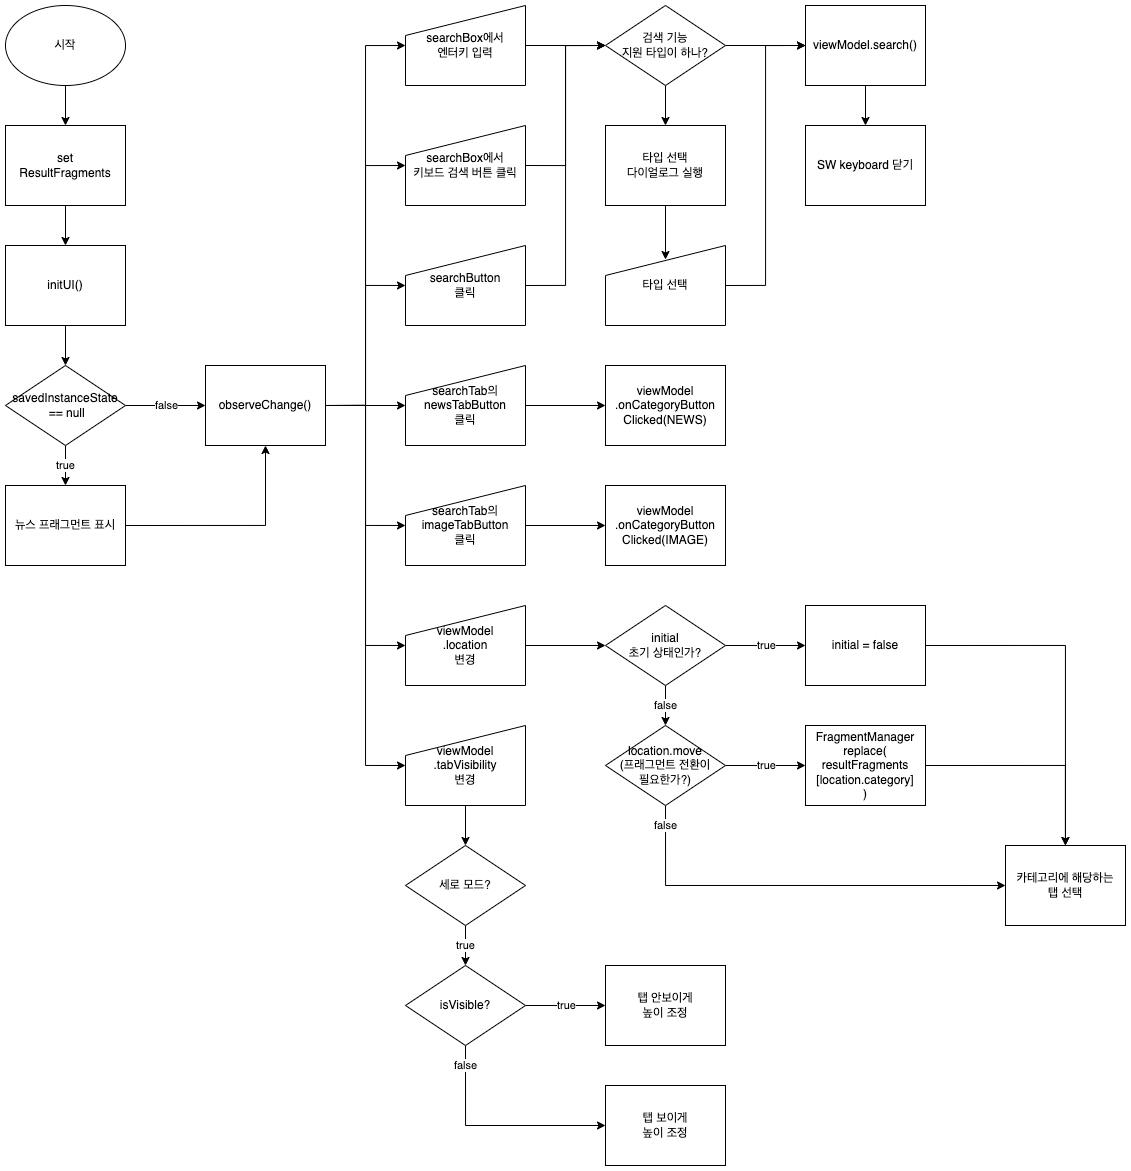 시작
set
ResultFragments
initUI()
savedInstanceState
== null
false
true
뉴스 프래그먼트 표시
observeChange()
searchBox에서
엔터키 입력
searchBox에서
키보드 검색 버튼 클릭
searchButton
클릭
검색 기능
지원 타입이 하나?
타입 선택
다이얼로그 실행
타입 선택
viewModel.search()
SW keyboard 닫기
searchTab의
newsTabButton
클릭
viewModel
.onCategoryButton
Clicked(NEWS)
searchTab의
imageTabButton
클릭
viewModel
.onCategoryButton
Clicked(IMAGE)
viewModel
.location
변경
initial
초기 상태인가?
true
initial = false
false
location.move
(프래그먼트 전환이
필요한가?)
true
FragmentManager
replace(
resultFragments
[location.category]
)
false
카테고리에 해당하는
탭 선택
viewModel
.tabVisibility
변경
세로 모드?
true
isVisible?
true
탭 안보이게
높이 조정
false
탭 보이게
높이 조정